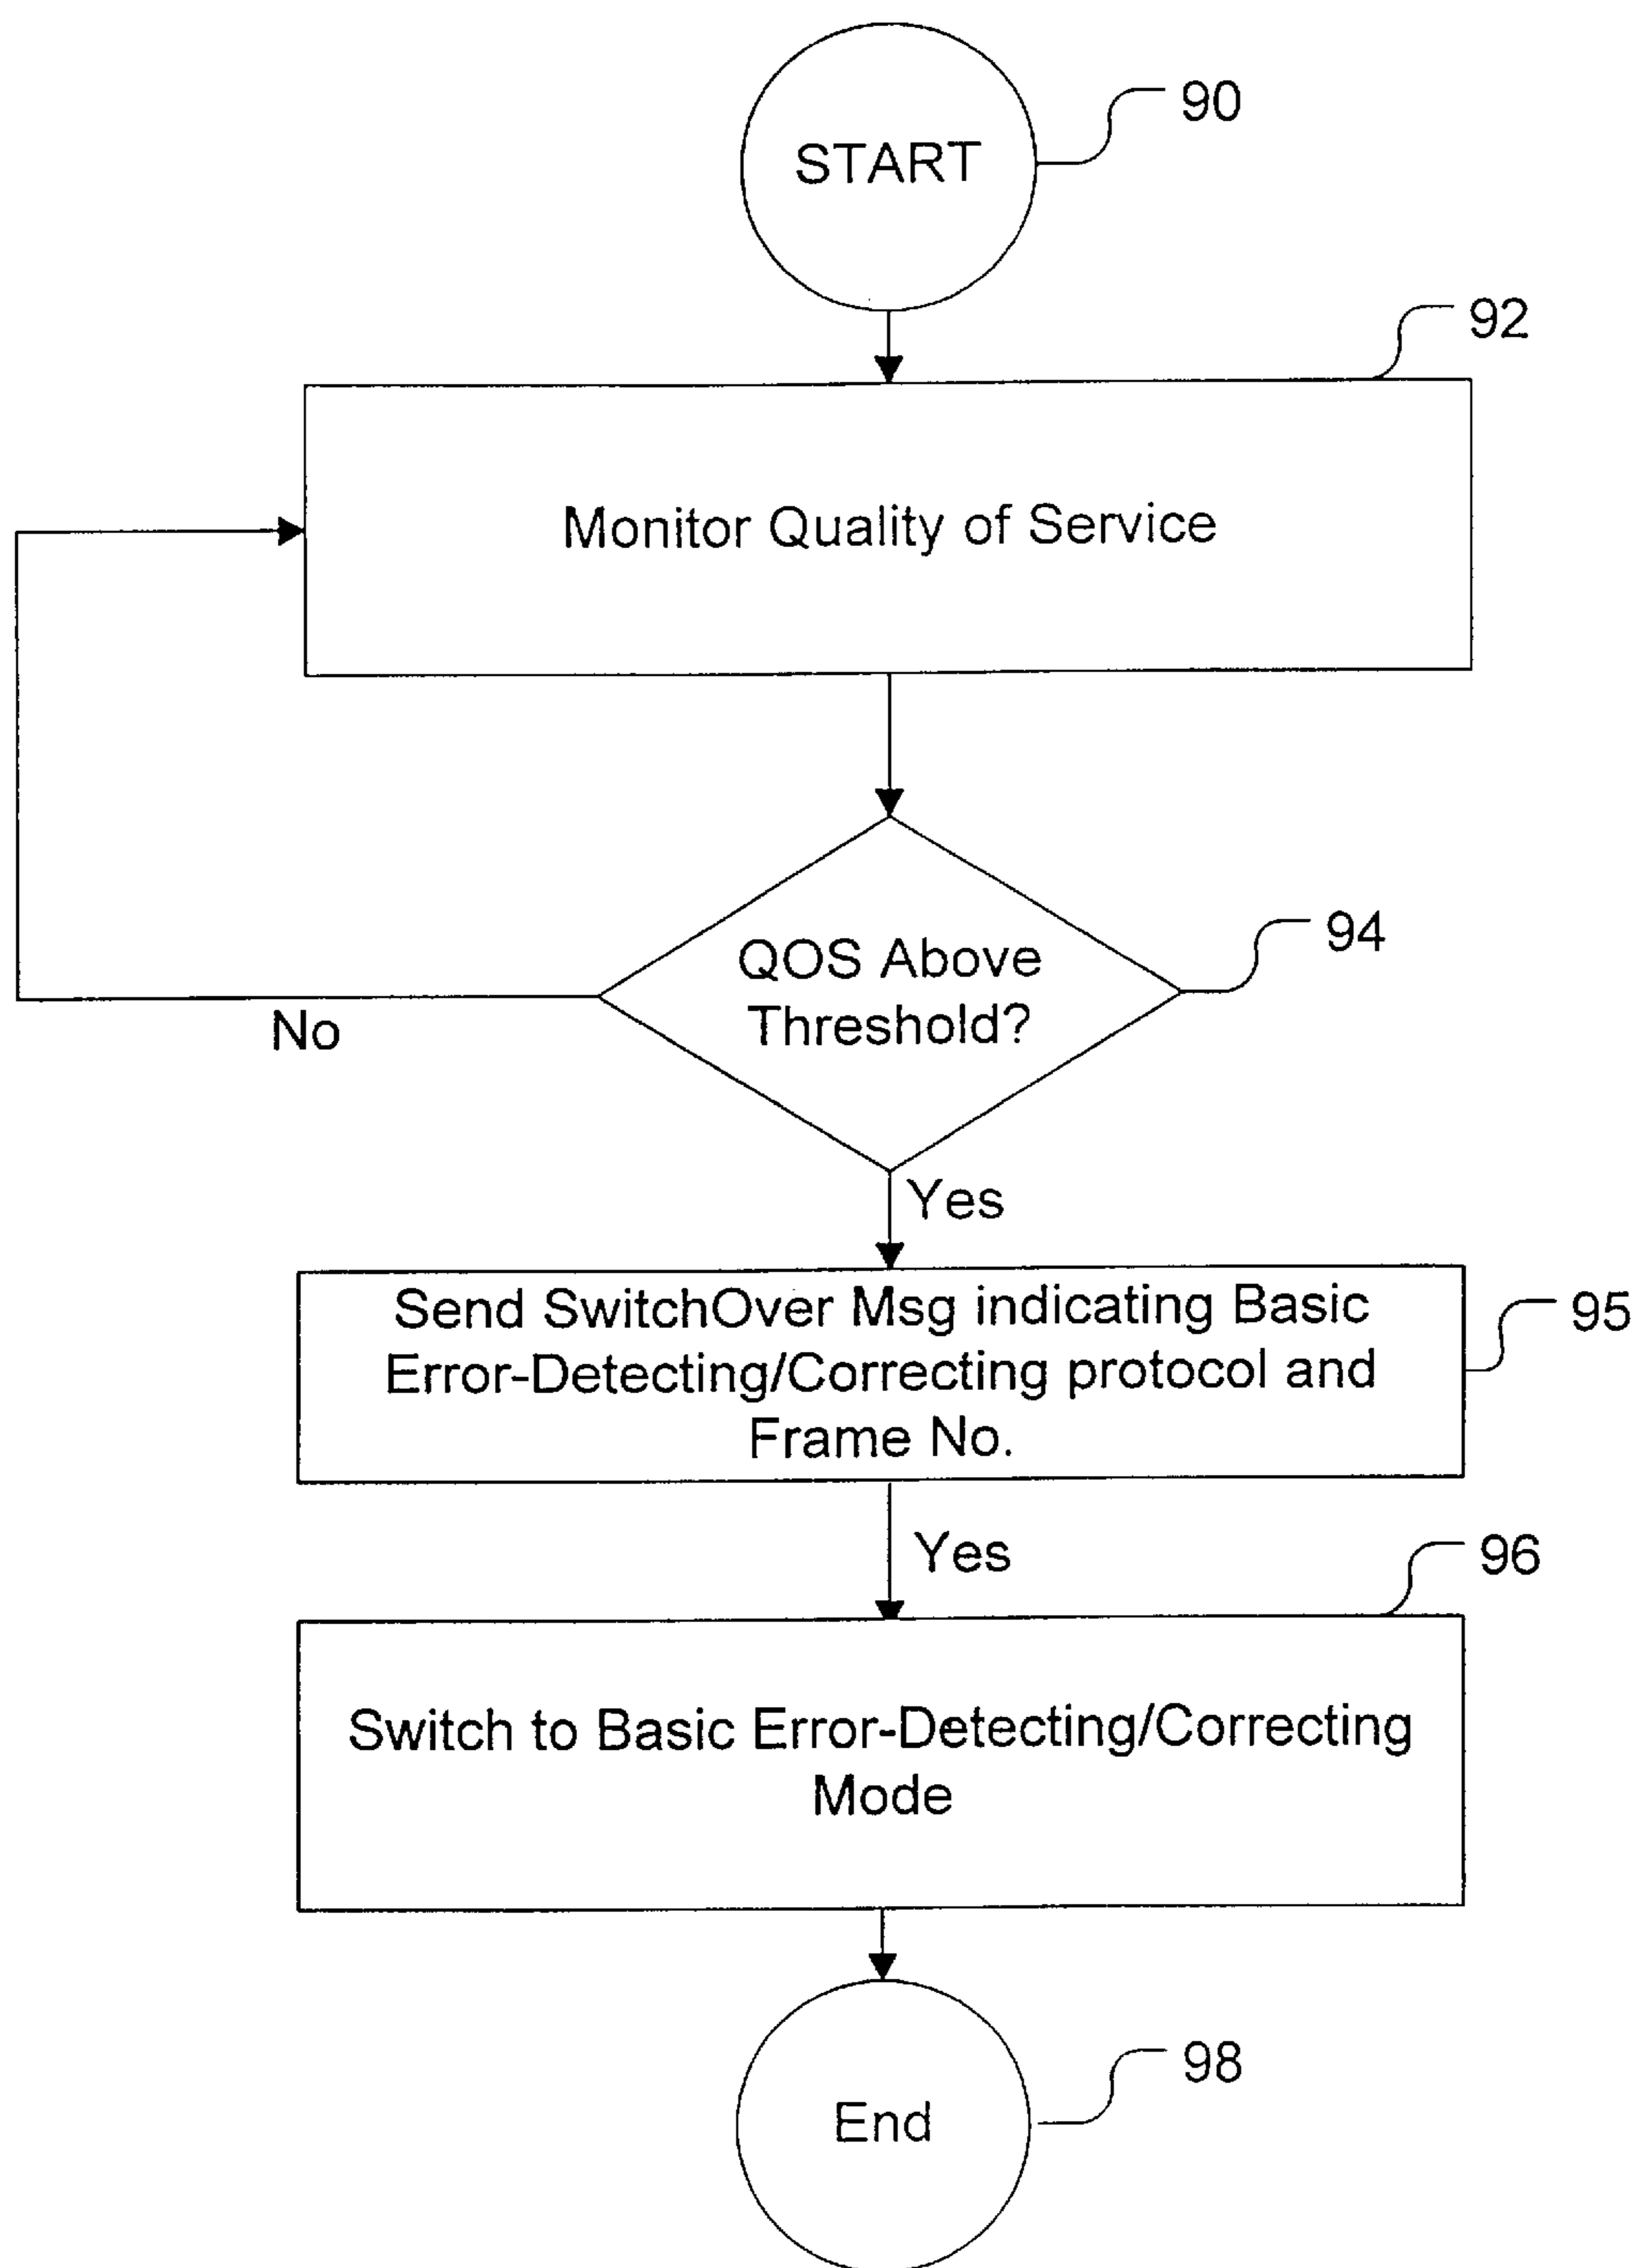 START
90
92
Monitor Quality of Service
QOS Above
Threshold?
94
No
Yes
Send SwitchOver Msg indicating Basic
Error-Detecting/Correcting protocol and
Frame No.
95
Yes
96
Switch to Basic Error-Detecting/Correcting
Mode
End
98